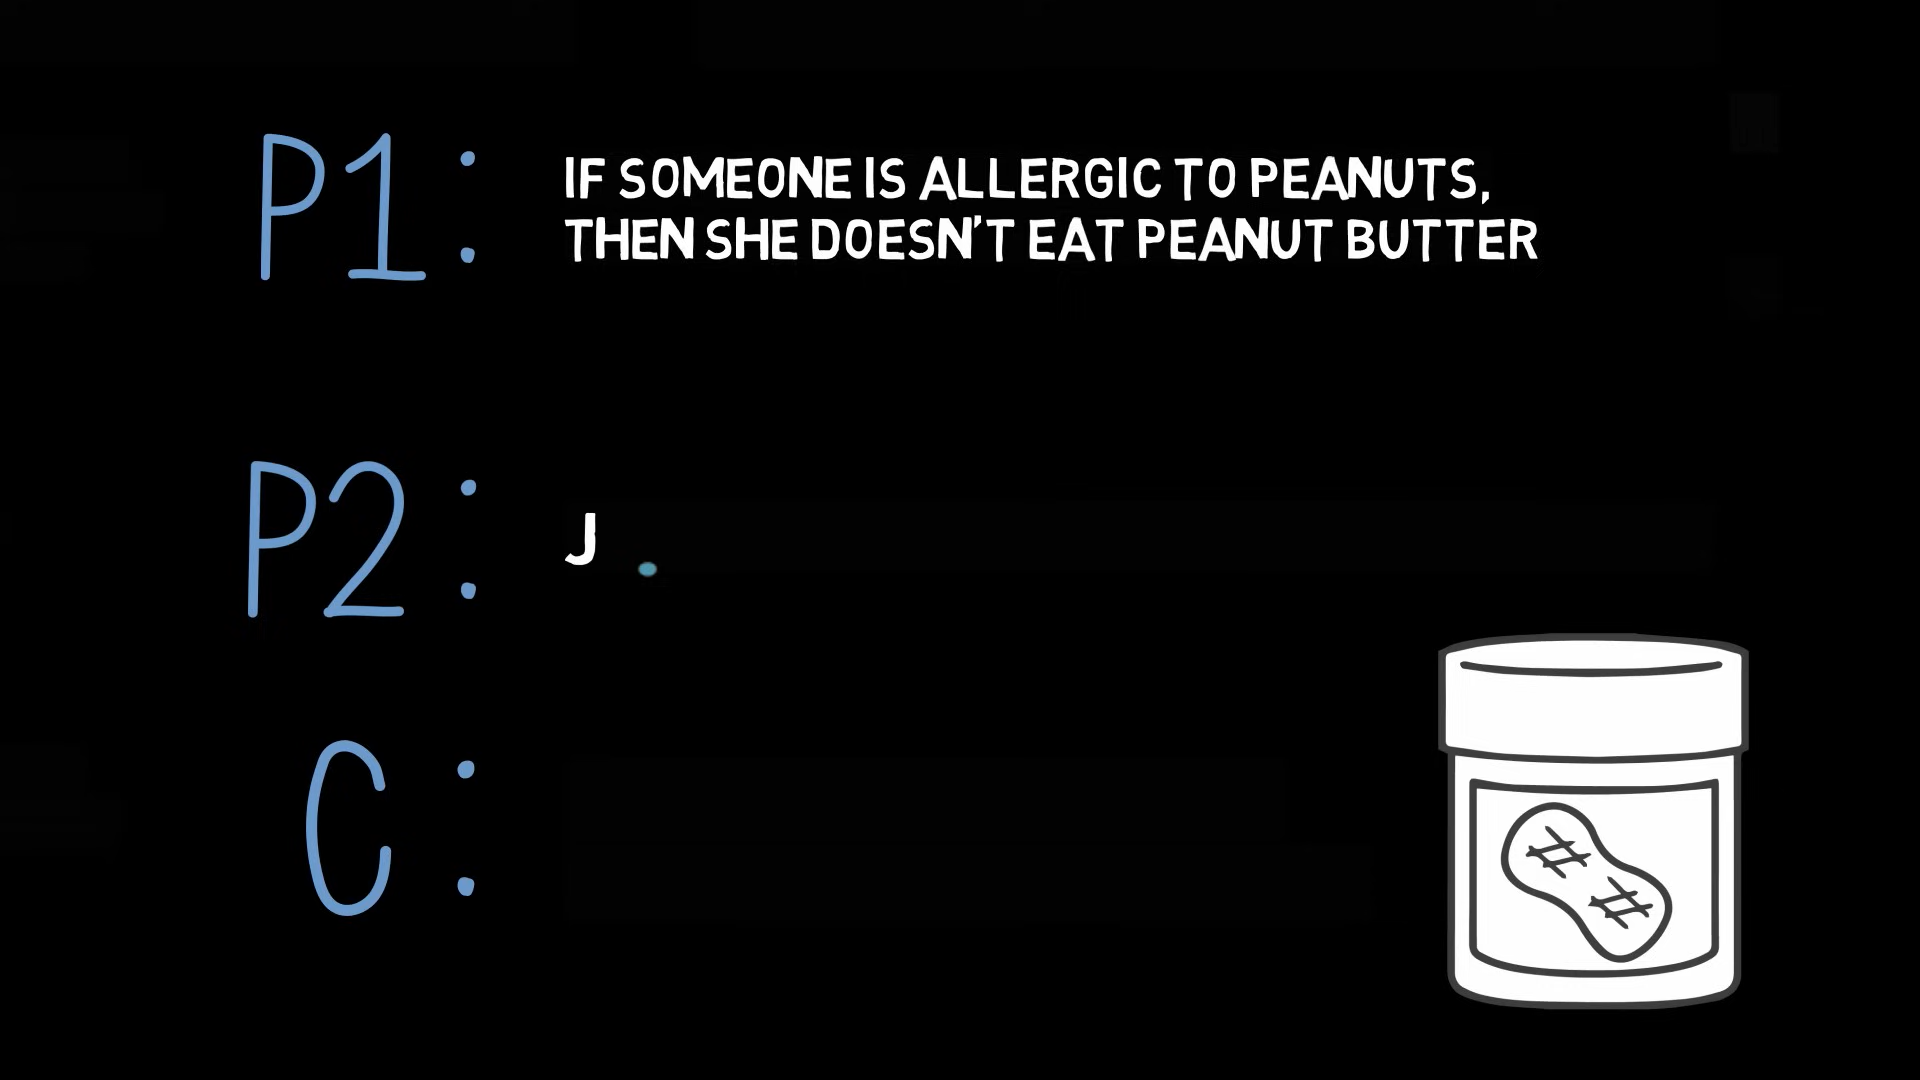 P1: IF SOMEONE IS ALLERGIC TO PEANUTS,
THEN SHE DOESN'T EAT PEANUT BUTTER
P2: J
C: